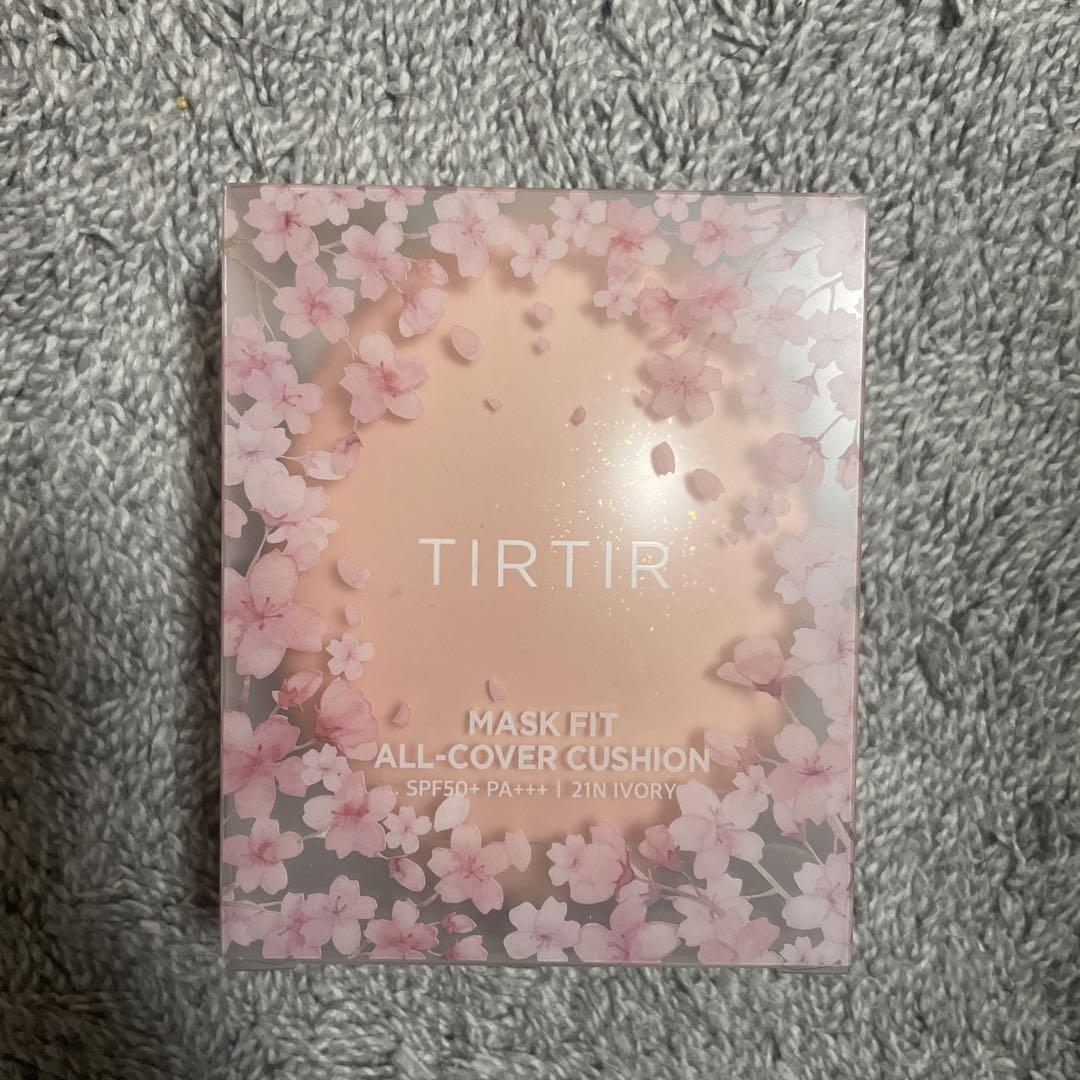 TIRTIR
MASK FIT
ALL-COVER CUSHION
SPF50+ PA+++ | 21N IVORY